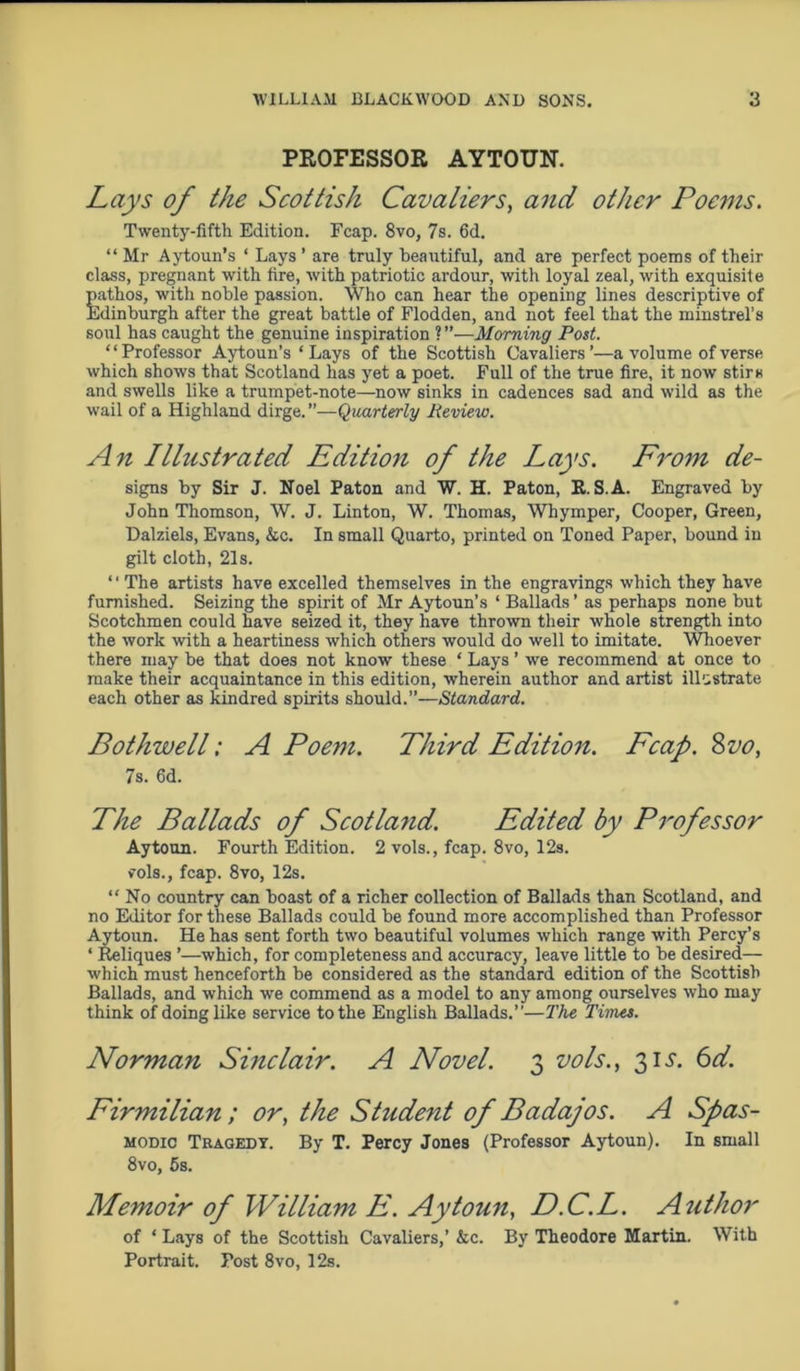 WILLIAM BLACKWOOD AND SONS. 3
PROFESSOR AYTOUN.
Lays of the Scottish Cavaliers, and other Poems.
Twenty-fifth Edition. Fcap. 8vo, 7s. 6d.
“Mr Aytoun’s ‘Lays’ are truly beautiful, and are perfect poems of their
class, pregnant with fire, with patriotic ardour, with loyal zeal, with exquisite
pathos, with noble passion. Who can hear the opening lines descriptive of
Edinburgh after the great battle of Flodden, and not feel that the minstrel’s
soul has caught the genuine inspiration?”—Morning Post.
“Professor Aytoun’s ‘Lays of the Scottish Cavaliers’—a volume of verse
which shows that Scotland has yet a poet. Full of the true fire, it now stirs
and swells like a trumpet-note—now sinks in cadences sad and wild as the
wail of a Highland dirge.”—Quarterly Review.
An Illustrated Edition of the Lays. From de-
signs by Sir J. Noel Paton and W. H. Paton, R.S.A. Engraved by
John Thomson, W. J. Linton, W. Thomas, Whymper, Cooper, Green,
Dalziels, Evans, &c. In small Quarto, printed on Toned Paper, bound in
gilt cloth, 21s.
“The artists have excelled themselves in the engravings which they have
furnished. Seizing the spirit of Mr Aytoun’s ‘Ballads’ as perhaps none but
Scotchmen could have seized it, they have thrown their whole strength into
the work with a heartiness which others would do well to imitate. Whoever
there may be that does not know these ‘Lays’ we recommend at once to
make their acquaintance in this edition, wherein author and artist illustrate
each other as kindred spirits should.”—Standard.
Bothwell: A Poem. Third Edition. Fcap. 8vo,
7s. 6d.
The Ballads of Scotland. Edited by Professor
Aytoun. Fourth Edition. 2 vols., fcap. 8vo, 12s.
vols., fcap. 8vo, 12s.
“No country can boast of a richer collection of Ballads than Scotland, and
no Editor for these Ballads could be found more accomplished than Professor
Aytoun. He has sent forth two beautiful volumes which range with Percy’s
‘Reliques’—which, for completeness and accuracy, leave little to be desired—
which must henceforth be considered as the standard edition of the Scottish
Ballads, and which we commend as a model to any among ourselves who may
think of doing like service to the English Ballads.”—The Times.
Norman Sinclair. A Novel. 3 vols., 31s. 6d.
Firmilian; or, the Student of Badajos. A Spas-
MODIC TRAGEDY. By T. Percy Jones (Professor Aytoun). In small
8vo, 5s.
Memoir of William E. Aytoun, D.C.L. Author
of ‘Lays of the Scottish Cavaliers,’ &c. By Theodore Martin. With
Portrait. Post 8vo, 12s.